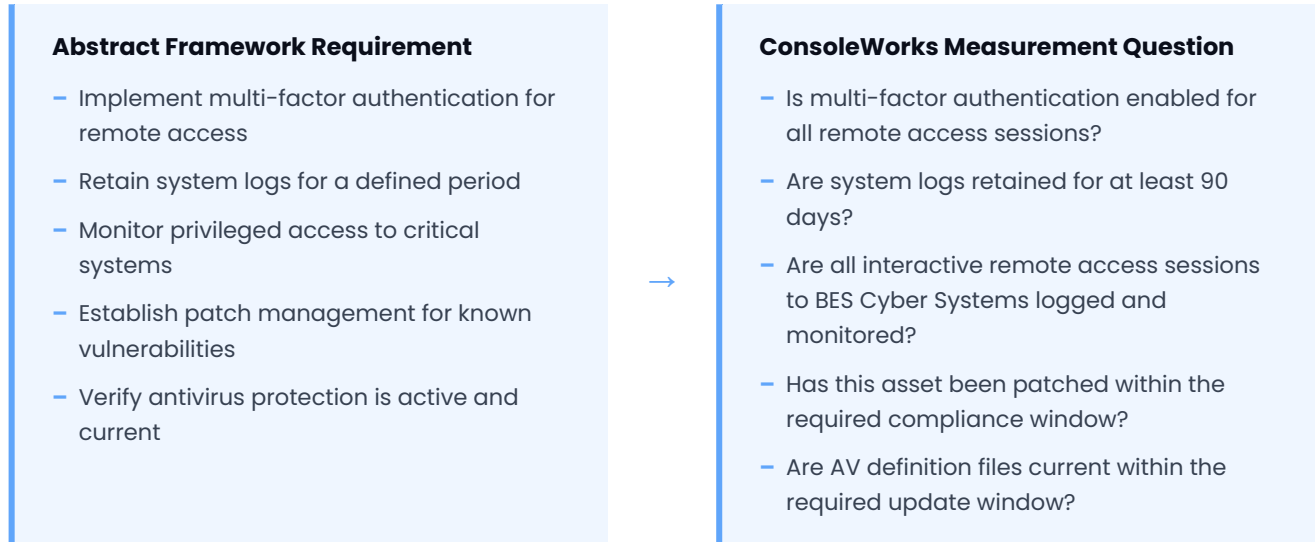 Abstract Framework Requirement
– Implement multi-factor authentication for
remote access
– Retain system logs for a defined period
– Monitor privileged access to critical
systems
– Establish patch management for known
vulnerabilities
– Verify antivirus protection is active and
current
→
ConsoleWorks Measurement Question
– Is multi-factor authentication enabled for
all remote access sessions?
– Are system logs retained for at least 90
days?
– Are all interactive remote access sessions
to BES Cyber Systems logged and
monitored?
– Has this asset been patched within the
required compliance window?
– Are AV definition files current within the
required update window?